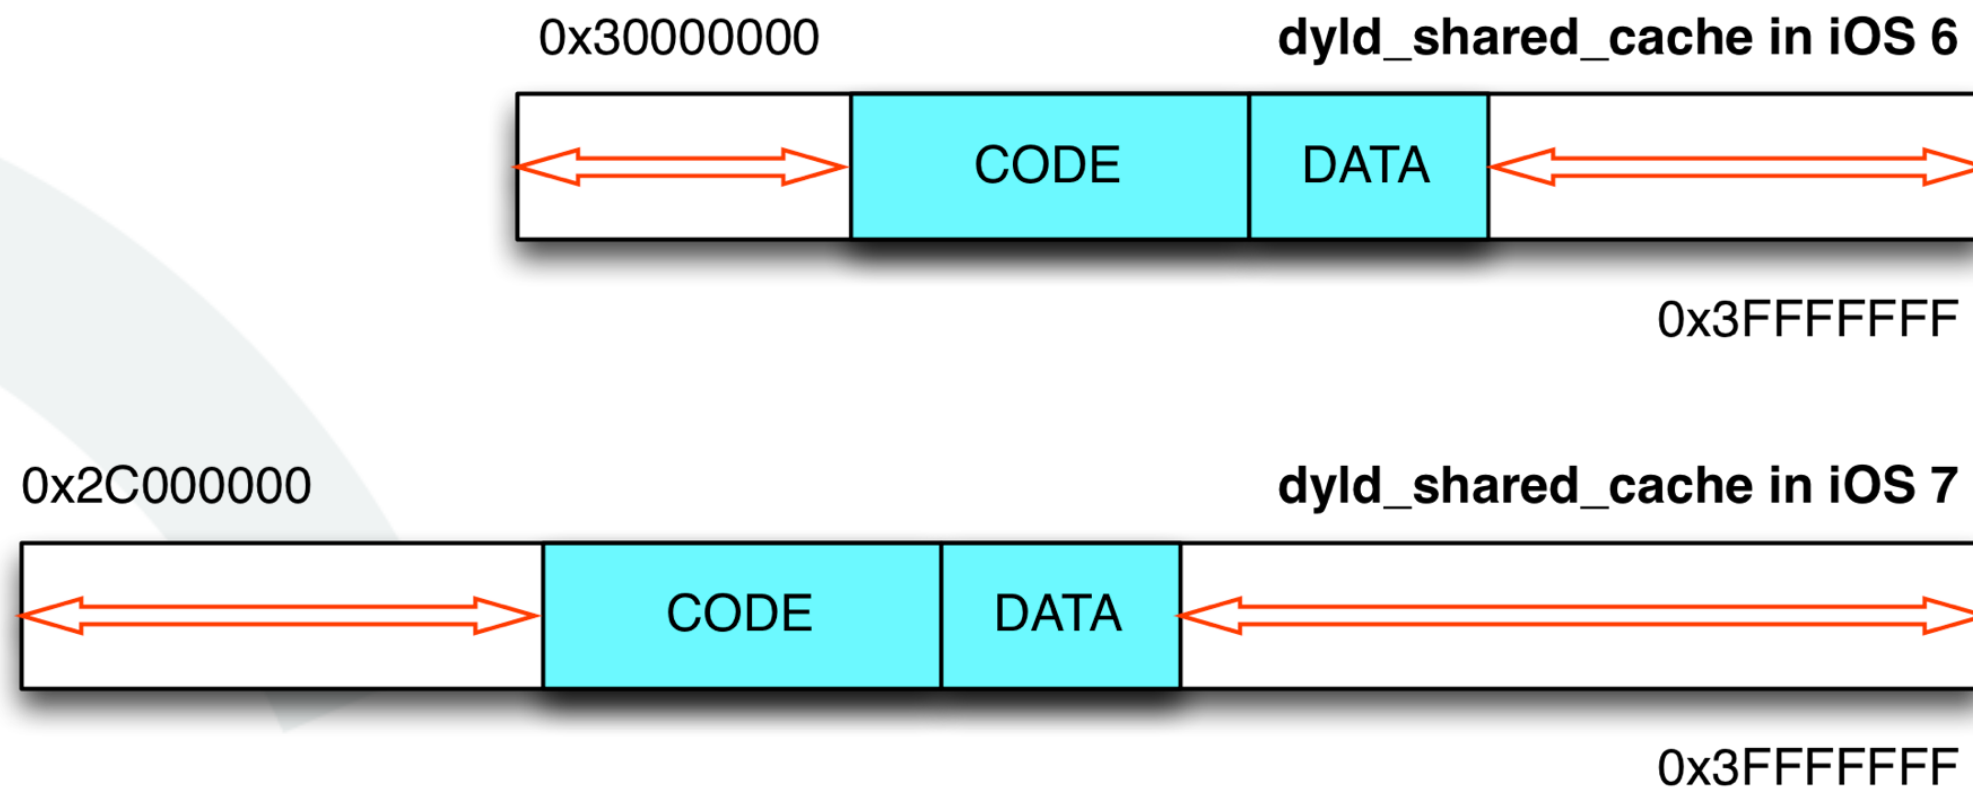 0x30000000 dyld_shared_cache in iOS 6
CODE DATA
0x3FFFFFFF
0x2C000000 dyld_shared_cache in iOS 7
CODE DATA
0x3FFFFFFF